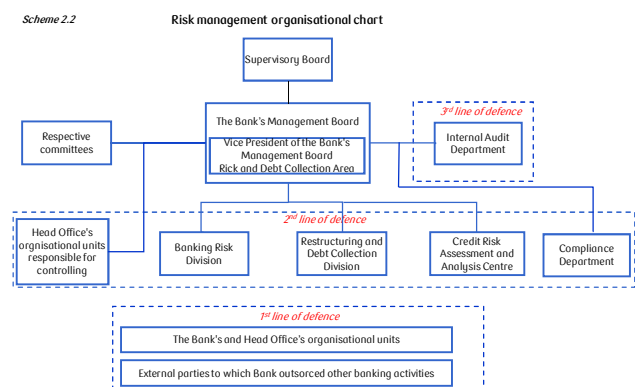 Scheme 2.2
Risk management organisational chart
Supervisory Board
The Bank's Management Board
Vice President of the Bank's
Management Board
Rick and Debt Collection Area
Respective
committees
3rd line of defence
Internal Audit
Department
2nd line of defence
Head Office's
orgnisational units
responsible for
controlling
Banking Risk
Division
Restructuring and
Debt Collection
Division
Credit Risk
Assessment and
Analysis Centre
Compliance
Department
1st line of defence
The Bank's and Head Office's organisational units
External parties to which Bank outsorced other banking activities